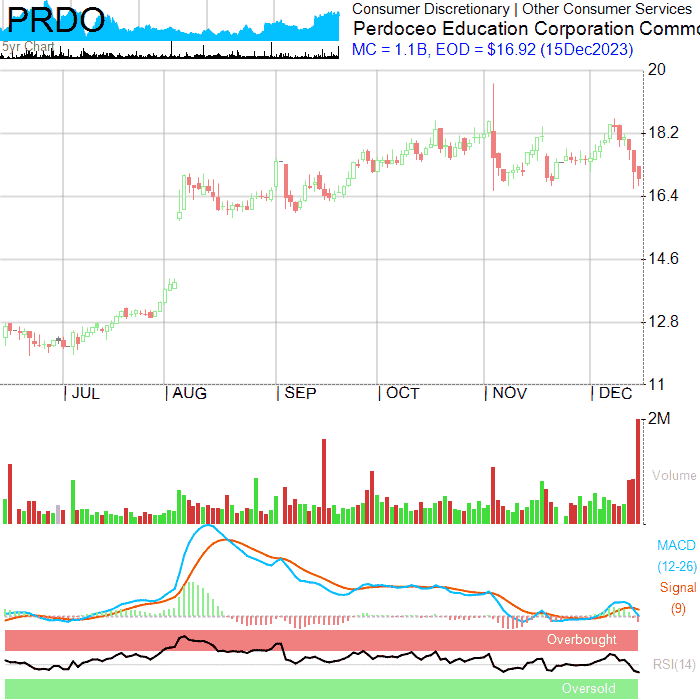 PRDO
5yr Chart
Consumer Discretionary | Other Consumer Services
Perdoceo Education Corporation Commo
MC = 1.1B, EOD = $16.92 (15Dec2023)
20
18.2
16.4
14.6
12.8
11
JUL
AUG
SEP
OCT
NOV
DEC
2M
Volume
MACD
(12-26)
Signal
(9)
Overbought
RSI(14)
Oversold